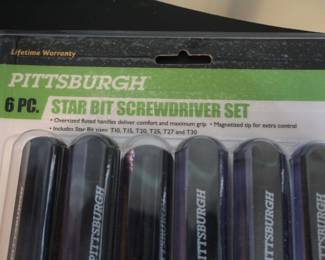 Lifetime Warranty
PITTSBURGH
6 PC. STAR BIT SCREWDRIVER SET
• Oversized fluted handles deliver comfort and maximum grip • Magnetized tip for extra control
• Includes Star Bit sizes: T10, T15, T20, T25, T27 and T30
PITTSBURGH
PITTSBURGH
PITTSBURGH
PITTSBURGH